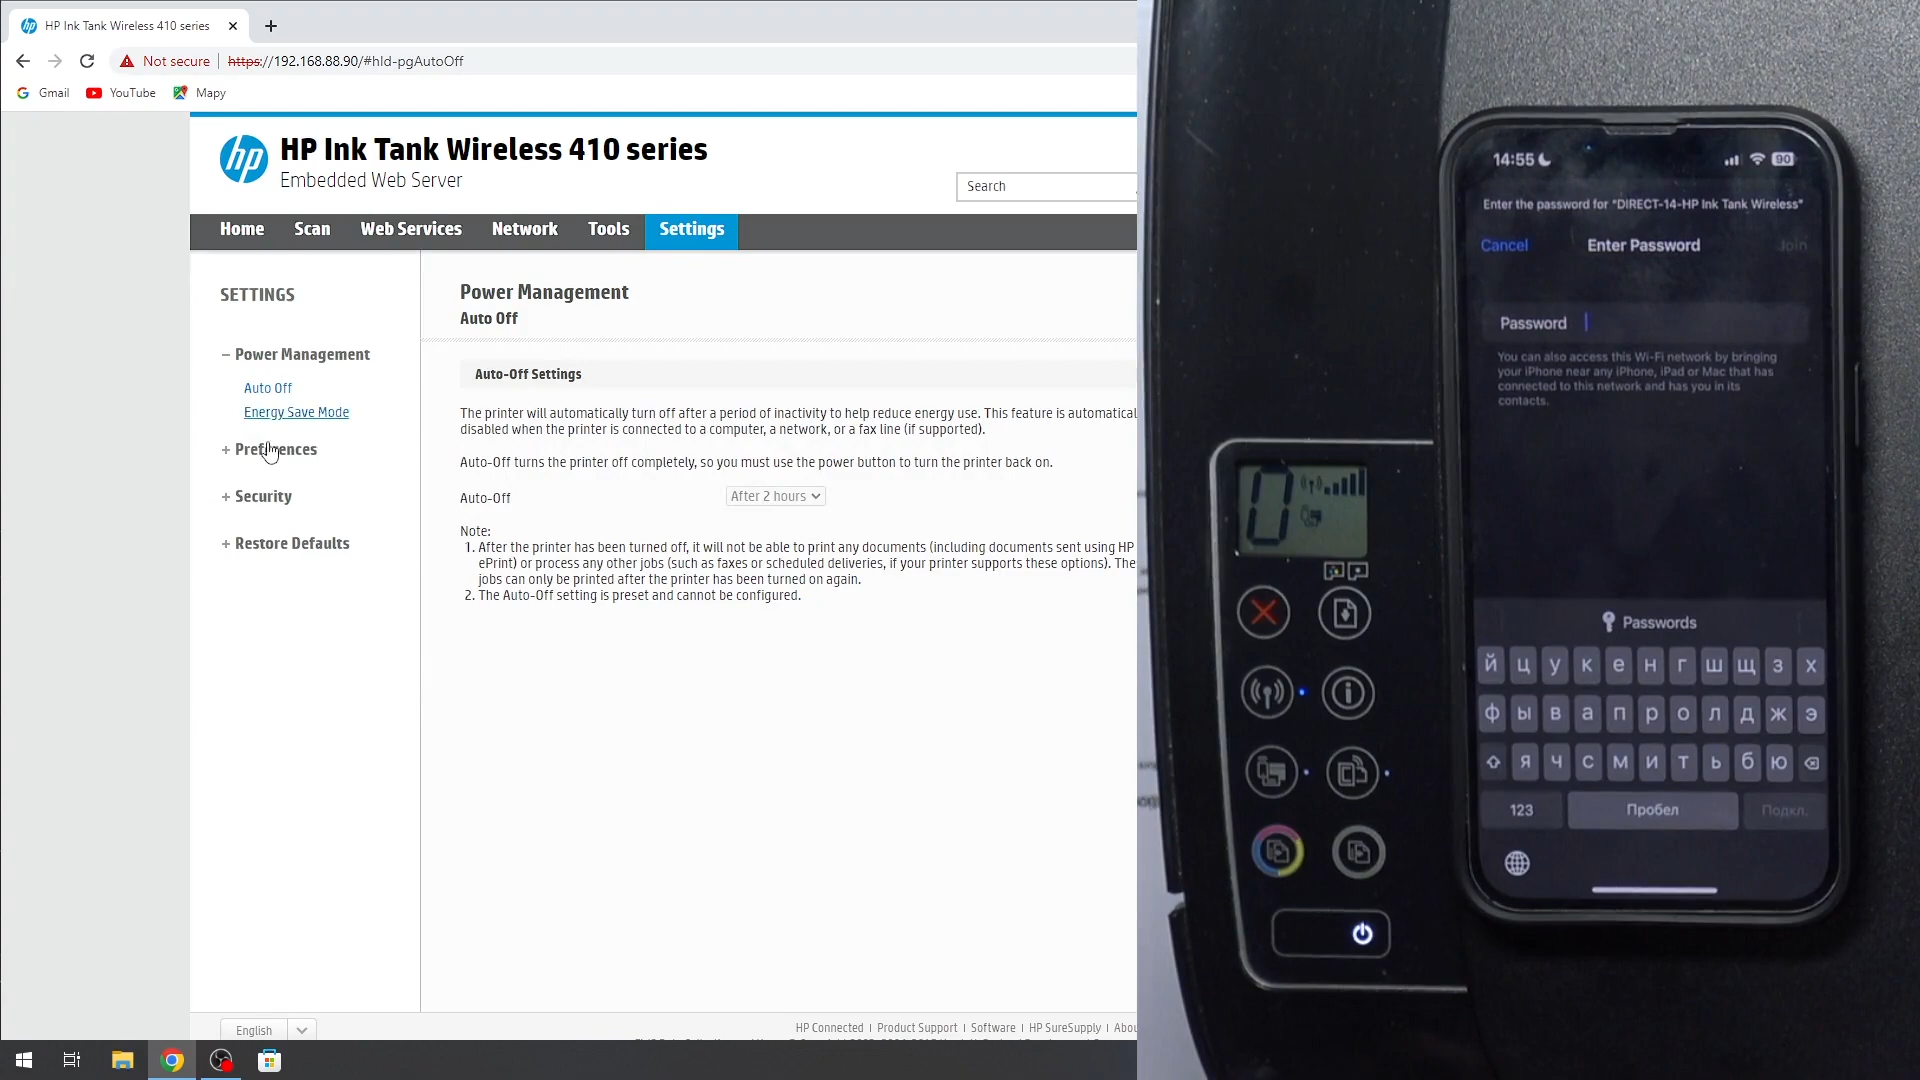 HP Ink Tank Wireless 410 series
Not secure
https://192.168.88.90/#hId-pgAutoOff
Gmail
YouTube
Mapy
hp
HP Ink Tank Wireless 410 series
Embedded Web Server
Search
Home
Scan
Web Services
Network
Tools
Settings
SETTINGS
− Power Management
Auto Off
Energy Save Mode
+ Preferences
+ Security
+ Restore Defaults
Power Management
Auto Off
Auto-Off Settings
The printer will automatically turn off after a period of inactivity to help reduce energy use. This feature is automatical
disabled when the printer is connected to a computer, a network, or a fax line (if supported).
Auto-Off turns the printer off completely, so you must use the power button to turn the printer back on.
Auto-Off
After 2 hours
Note:
1. After the printer has been turned off, it will not be able to print any documents (including documents sent using HP
ePrint) or process any other jobs (such as faxes or scheduled deliveries, if your printer supports these options). The
jobs can only be printed after the printer has been turned on again.
2. The Auto-Off setting is preset and cannot be configured.
English
HP Connected | Product Support | Software | HP SureSupply | Abou
0
14:55
90
Enter the password for "DIRECT-14-HP Ink Tank Wireless"
Cancel
Enter Password
Join
Password
You can also access this Wi-Fi network by bringing
your iPhone near any iPhone, iPad or Mac that has
connected to this network and has you in its
contacts.
Passwords
й ц у к е н г ш щ з х
ф ы в а п р о л д ж э
я ч с м и т ь б ю
123
Пробел
Подкл.